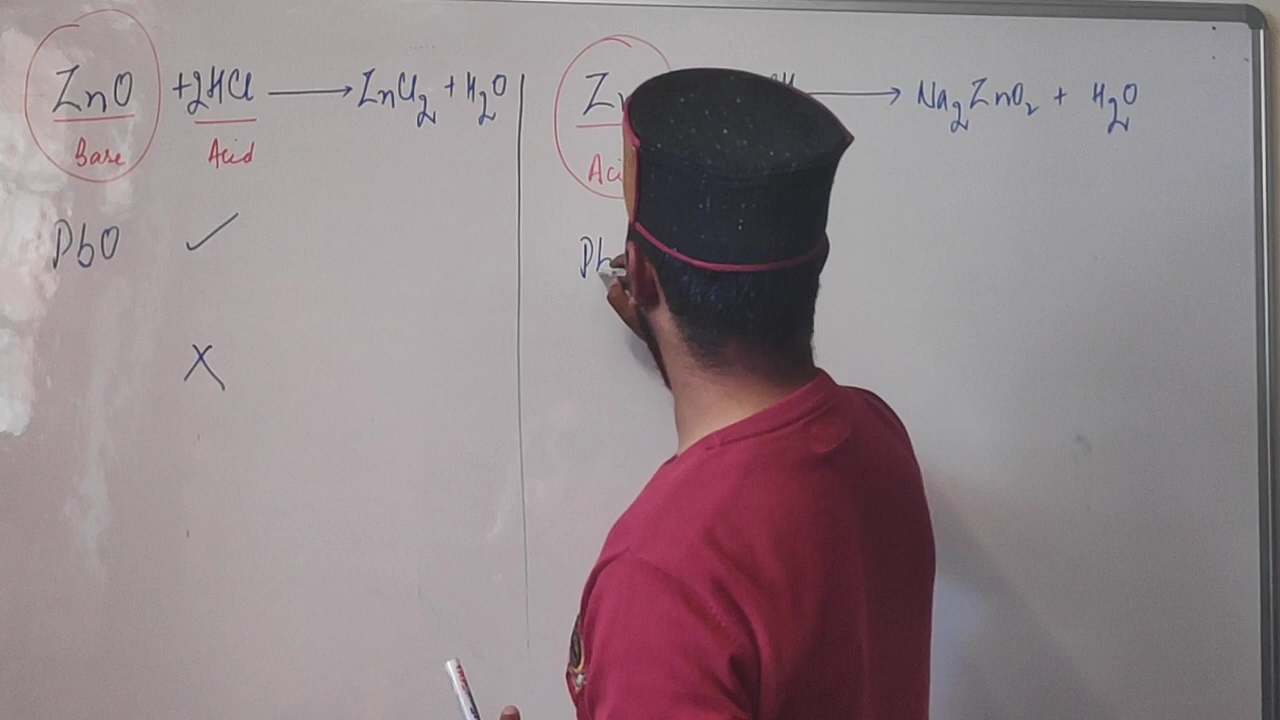 ZnO + 2HCl ⟶ ZnCl₂ + H₂O
Base Acid
PbO ✓
X
Na₂ZnO₂ + H₂O